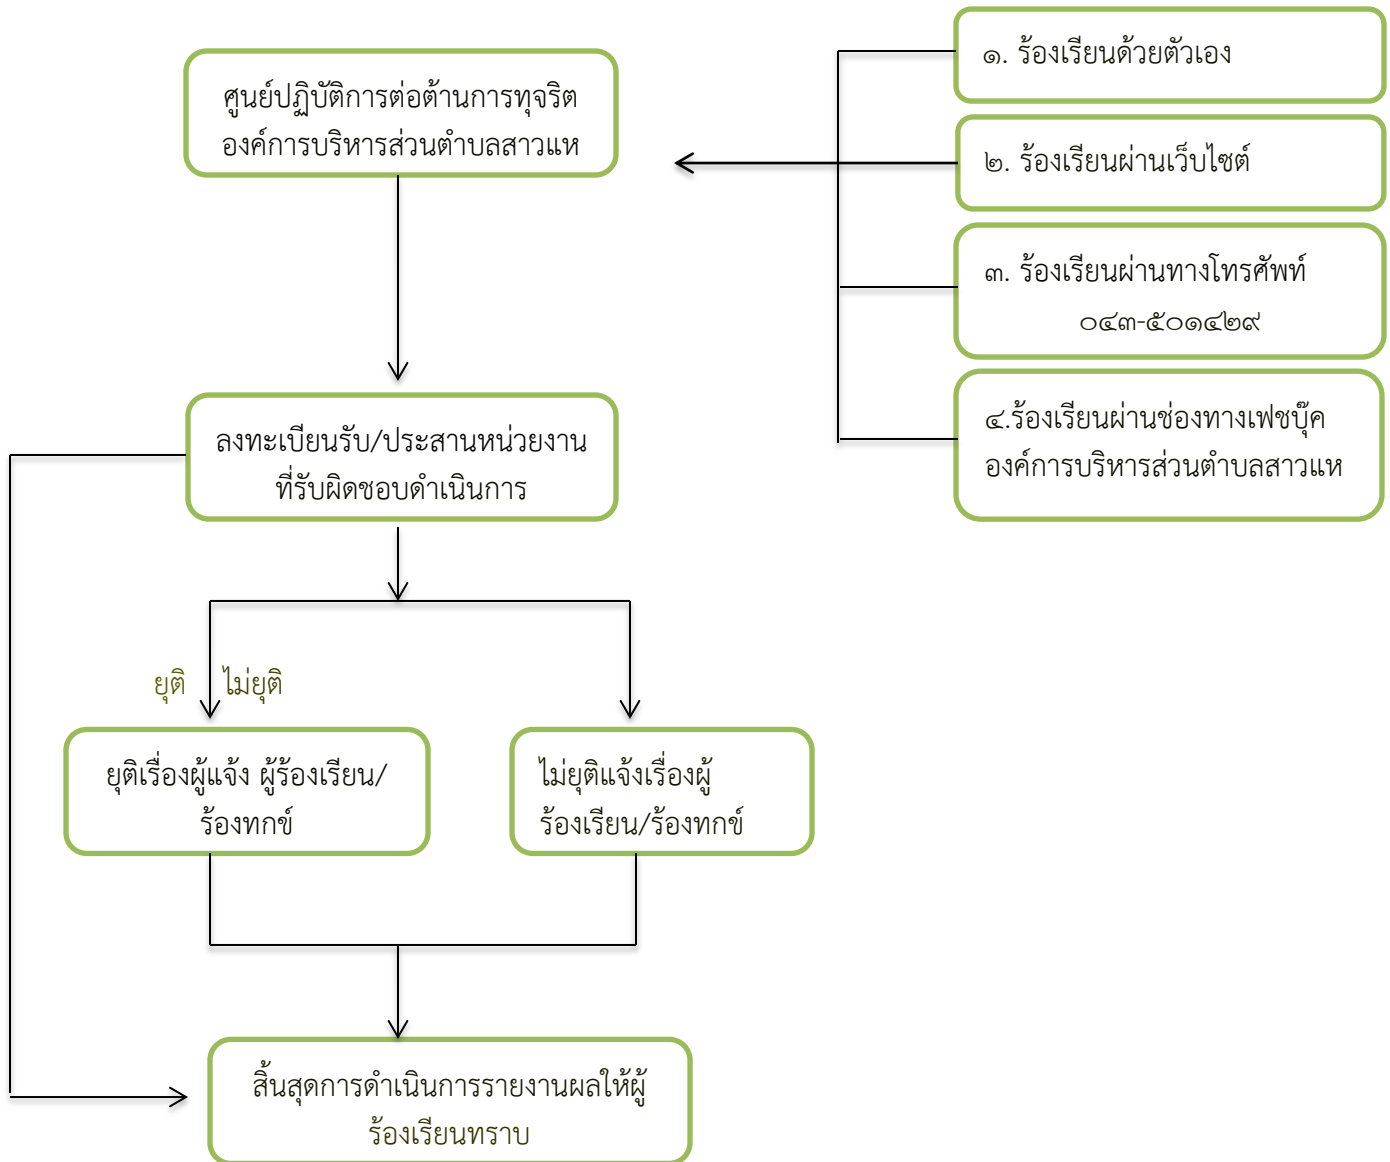 ศูนย์ปฏิบัติการต่อต้านการทุจริต
องค์การบริหารส่วนตำบลสาวแห
๑. ร้องเรียนด้วยตัวเอง
๒. ร้องเรียนผ่านเว็บไซต์
๓. ร้องเรียนผ่านทางโทรศัพท์
๐๔๓-๕๐๑๔๒๙
๔.ร้องเรียนผ่านช่องทางเฟชบุ๊ค
องค์การบริหารส่วนตำบลสาวแห
ลงทะเบียนรับ/ประสานหน่วยงาน
ที่รับผิดชอบดำเนินการ
ยุติ ไม่ยุติ
ยุติเรื่องผู้แจ้ง ผู้ร้องเรียน/
ร้องทกข์
ไม่ยุติแจ้งเรื่องผู้
ร้องเรียน/ร้องทกข์
สิ้นสุดการดำเนินการรายงานผลให้ผู้
ร้องเรียนทราบ